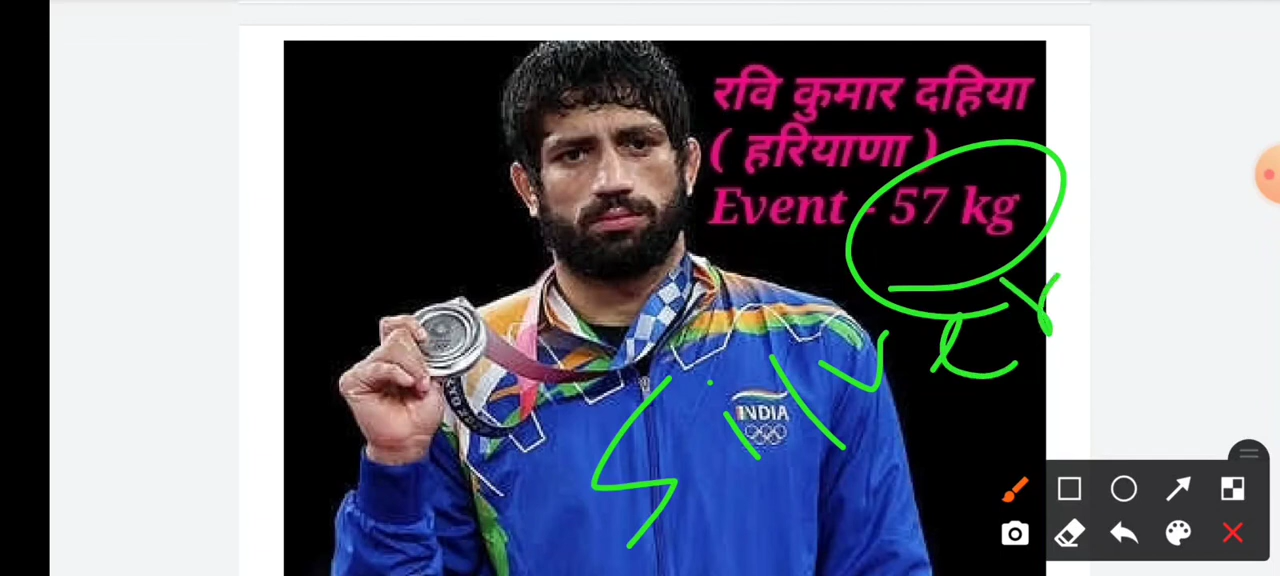 रवि कुमार दहिया
( हरियाणा )
Event - 57 kg
Silver
INDIA